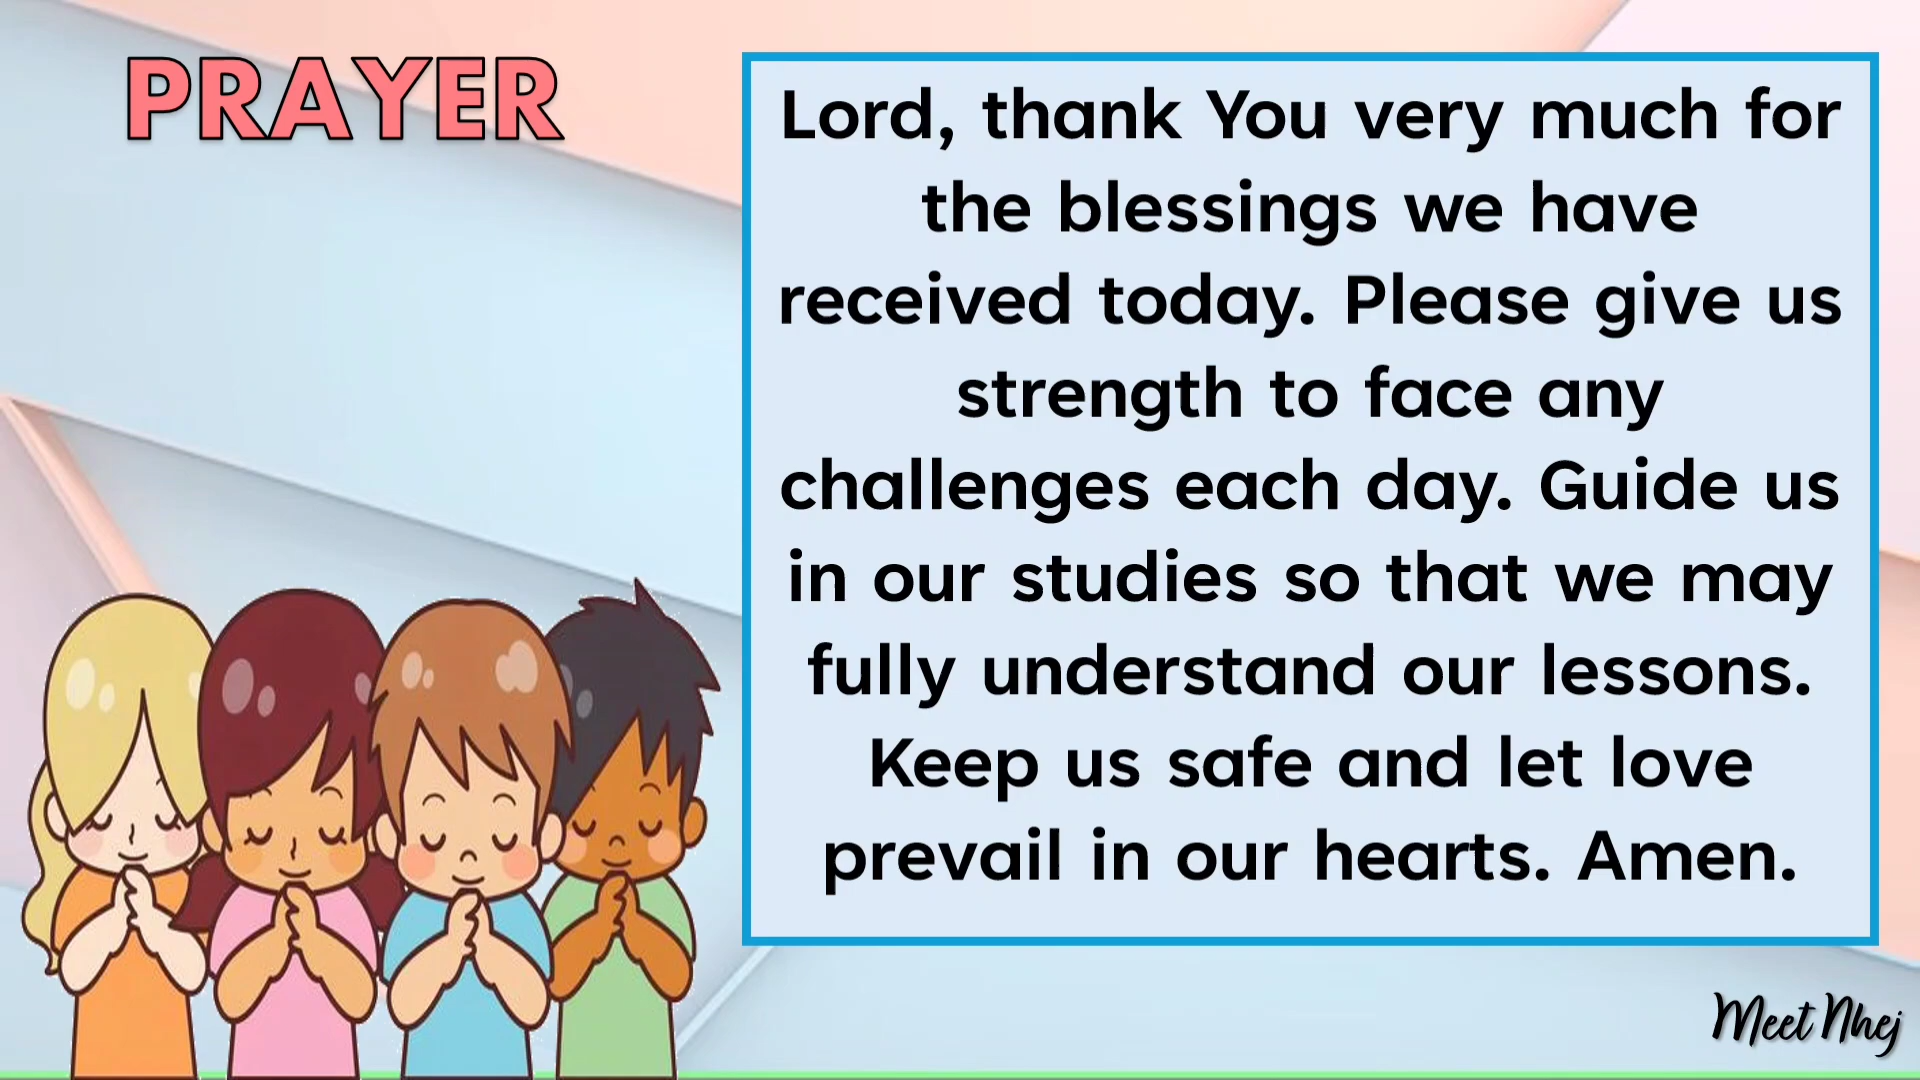 PRAYER
Lord, thank You very much for
the blessings we have
received today. Please give us
strength to face any
challenges each day. Guide us
in our studies so that we may
fully understand our lessons.
Keep us safe and let love
prevail in our hearts. Amen.
Meet Nhej